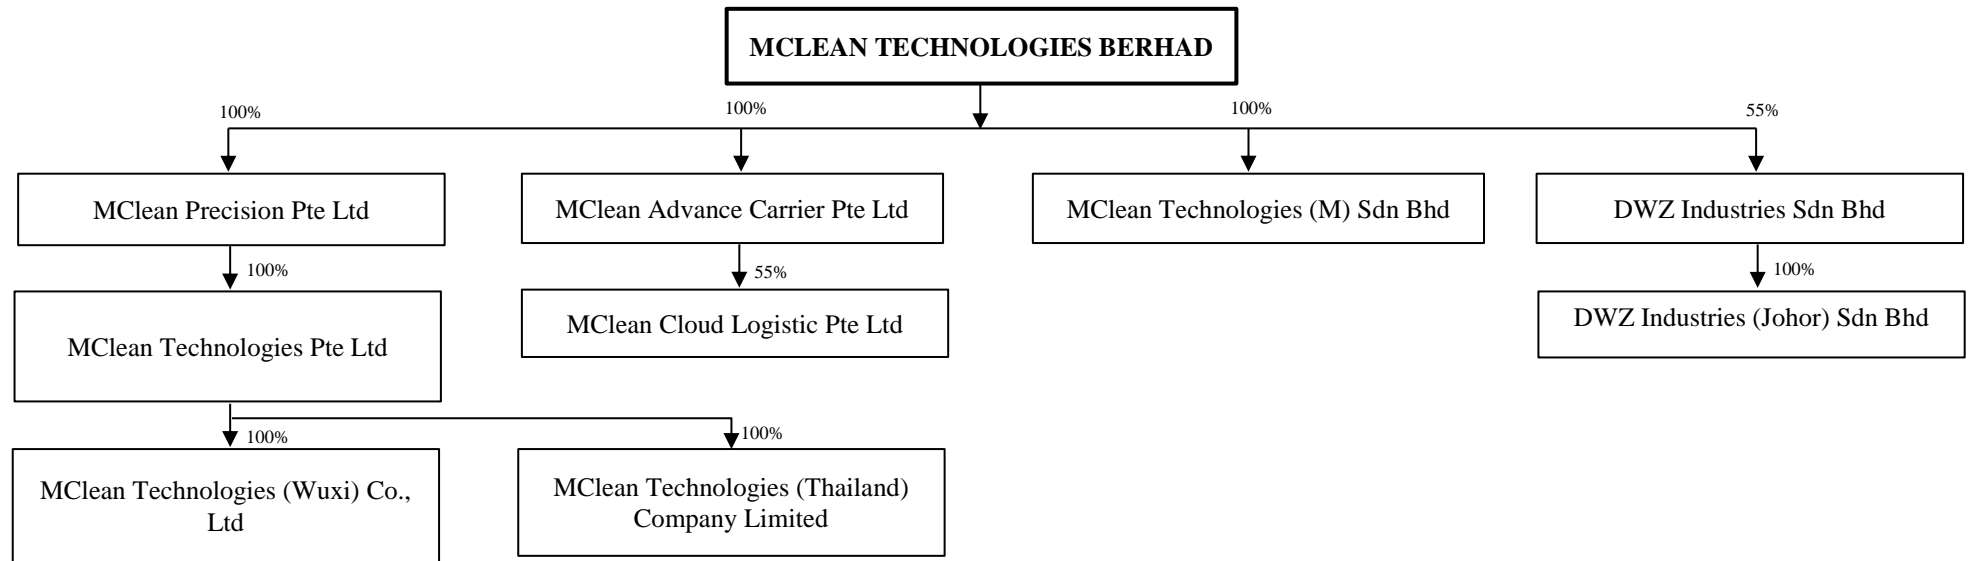 MCLEAN TECHNOLOGIES BERHAD
100%
100%
100%
55%
MClean Precision Pte Ltd
MClean Advance Carrier Pte Ltd
MClean Technologies (M) Sdn Bhd
DWZ Industries Sdn Bhd
100%
55%
100%
MClean Technologies Pte Ltd
MClean Cloud Logistic Pte Ltd
DWZ Industries (Johor) Sdn Bhd
100%
100%
MClean Technologies (Wuxi) Co.,
Ltd
MClean Technologies (Thailand)
Company Limited